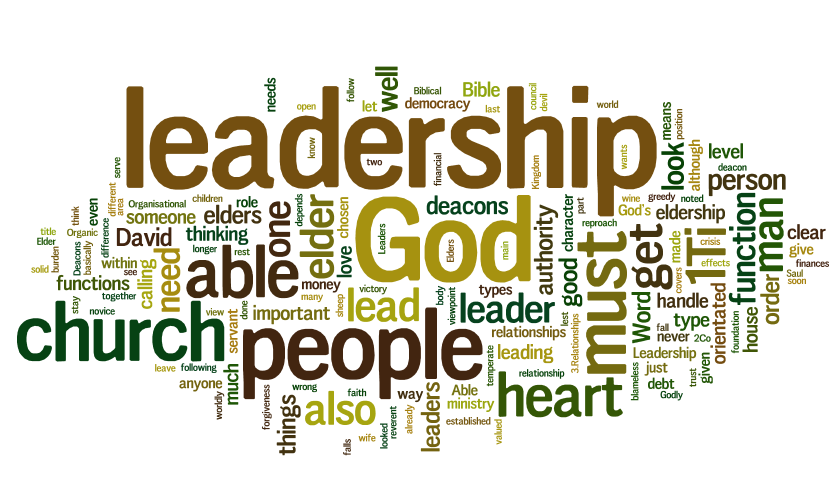 leadership
God
people
church
able
must
heart
get
1Ti
man
function
leader
lead
also
need
one
elder
well
look
person
level
deacons
authority
good
character
eldership
God's
elders
someone
role
David
thinking
within
functions
calling
love
chosen
depends
money
many
important
servant
victory
sheep
types
relationships
leading
relationship
temperate
Word
made
crisis
effects
covers
handle
type
never
fall
2Co
orientated
order
house
foundation
clear
give
finances
Saul
soon
Leadership
just
debt
Godly
trust
given
blameless
reproach
wine
greedy
noted
deacon
although
means
position
world
wants
council
devil
last
Bible
Biblical
democracy
let
follow
open
needs
know
two
financial
Kingdom
part
main
Elders
Leaders
body
viewpoint
lest
3.Relationships
Able
ministry
established
valued
way
leaders
already
reverent
looked
wife
faith
falls
wrong
things
forgiveness
much
worldly
anyone
following
leave
view
done
novice
stay
together
see
basically
Deacons
difference
Organic
burden
solid
Elder
title
think
even
different
area
serve
Organisational
children
longer
rest